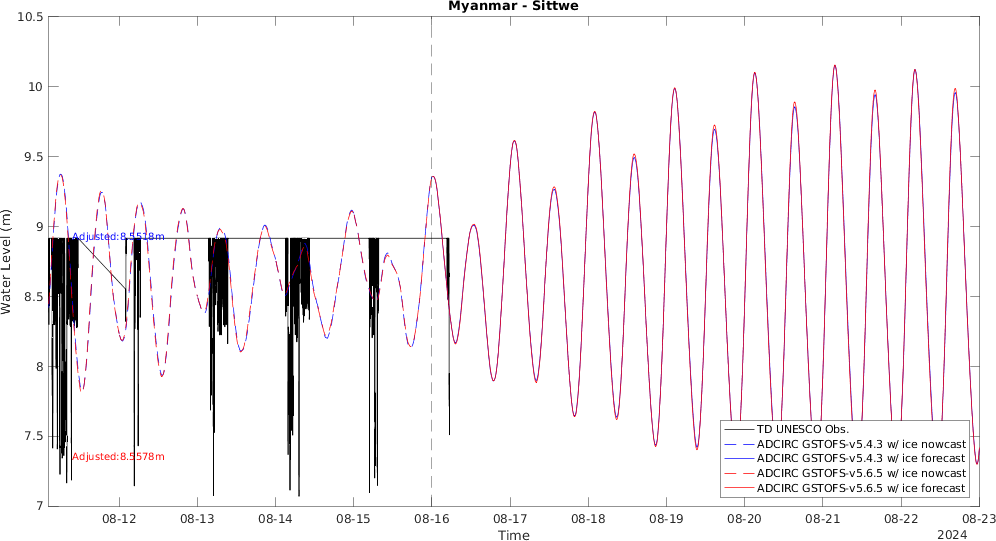 Myanmar - Sittwe
10.5
10
9.5
9
8.5
8
7.5
7
Water Level (m)
Adjusted:8.5518m
Adjusted:8.5578m
TD UNESCO Obs.
ADCIRC GSTOFS-v5.4.3 w/ ice nowcast
ADCIRC GSTOFS-v5.4.3 w/ ice forecast
ADCIRC GSTOFS-v5.6.5 w/ ice nowcast
ADCIRC GSTOFS-v5.6.5 w/ ice forecast
08-12 08-13 08-14 08-15 08-16 08-17 08-18 08-19 08-20 08-21 08-22 08-23
Time
2024